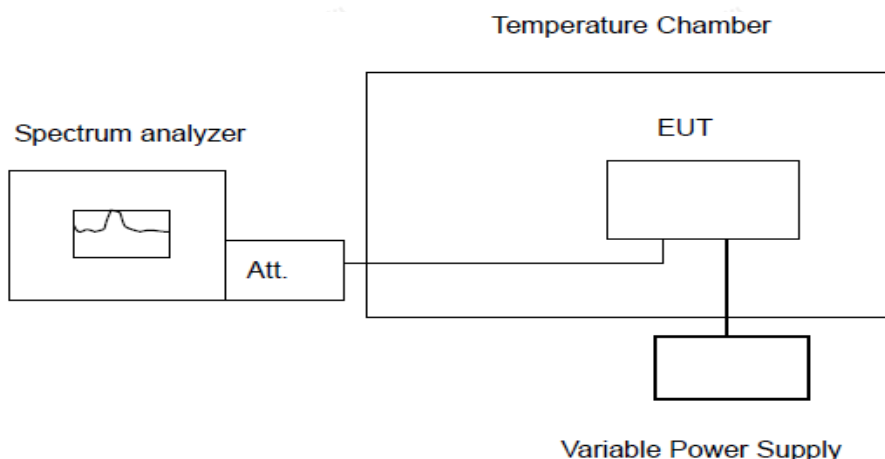 Temperature Chamber
Spectrum analyzer
EUT
Att.
Variable Power Supply